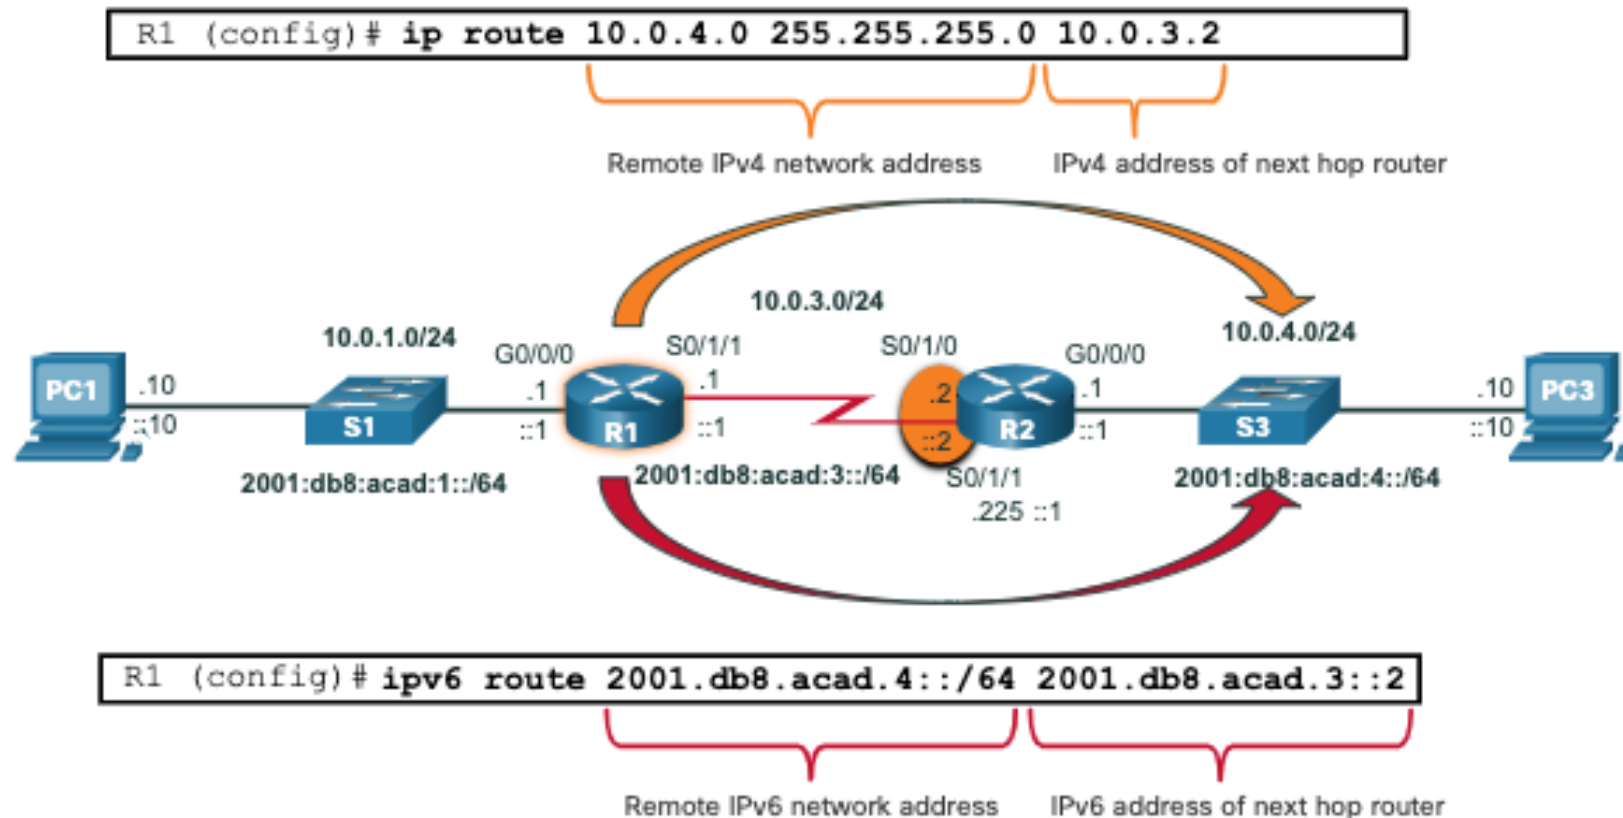 R1 (config)# ip route 10.0.4.0 255.255.255.0 10.0.3.2
Remote IPv4 network address
IPv4 address of next hop router
10.0.3.0/24
10.0.1.0/24
10.0.4.0/24
G0/0/0
S0/1/1
S0/1/0
G0/0/0
PC1
.10
::10
S1
.1
::1
R1
.1
::1
.2
::2
R2
.1
::1
S3
.10
::10
PC3
2001:db8:acad:1::/64
2001:db8:acad:3::/64
S0/1/1
.225 ::1
2001:db8:acad:4::/64
R1 (config)# ipv6 route 2001.db8.acad.4::/64 2001.db8.acad.3::2
Remote IPv6 network address
IPv6 address of next hop router